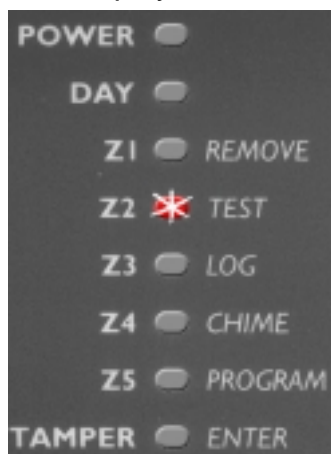 POWER
DAY
Z1 REMOVE
Z2 TEST
Z3 LOG
Z4 CHIME
Z5 PROGRAM
TAMPER ENTER